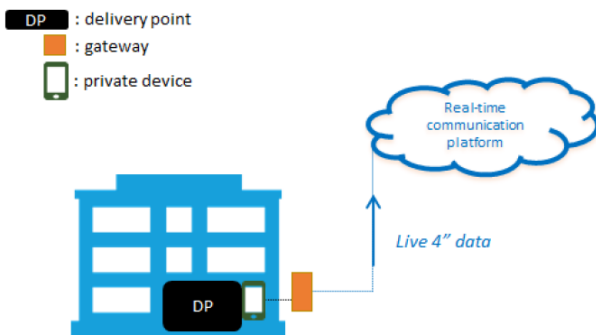 DP : delivery point
: gateway
: private device
Real-time
communication
platform
Live 4” data
DP